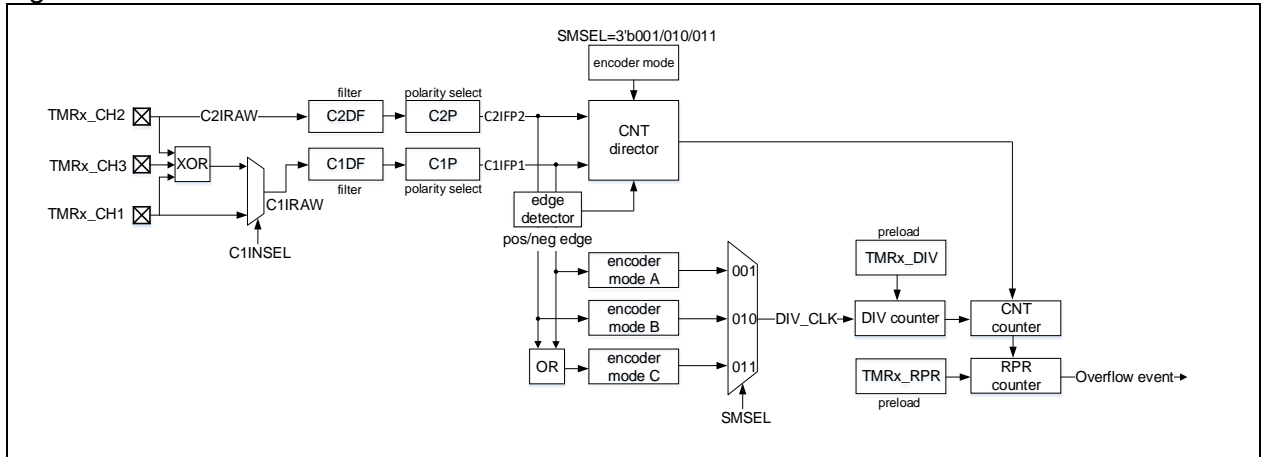 SMSEL=3'b001/010/011
encoder mode
filter
polarity select
TMRx_CH2
C2IRAW
C2DF
C2P
C2IFP2
CNT
director
TMRx_CH3
XOR
C1DF
C1P
C1IFP1
filter
polarity select
C1IRAW
TMRx_CH1
C1INSEL
edge
detector
pos/neg edge
encoder
mode A
001
preload
TMRx_DIV
encoder
mode B
010
DIV_CLK
DIV counter
CNT
counter
OR
encoder
mode C
011
TMRx_RPR
RPR
counter
Overflow event
preload
SMSEL